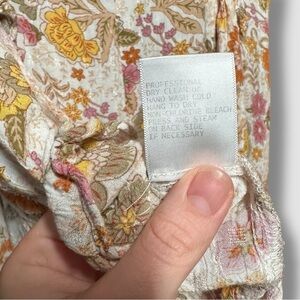 PROFESSIONAL
DRY CLEAN OR
HAND WASH COLD
HANG TO DRY
NON-CHLORINE BLEACH
PRESS AND STEAM
ON BACK SIDE
IF NECESSARY